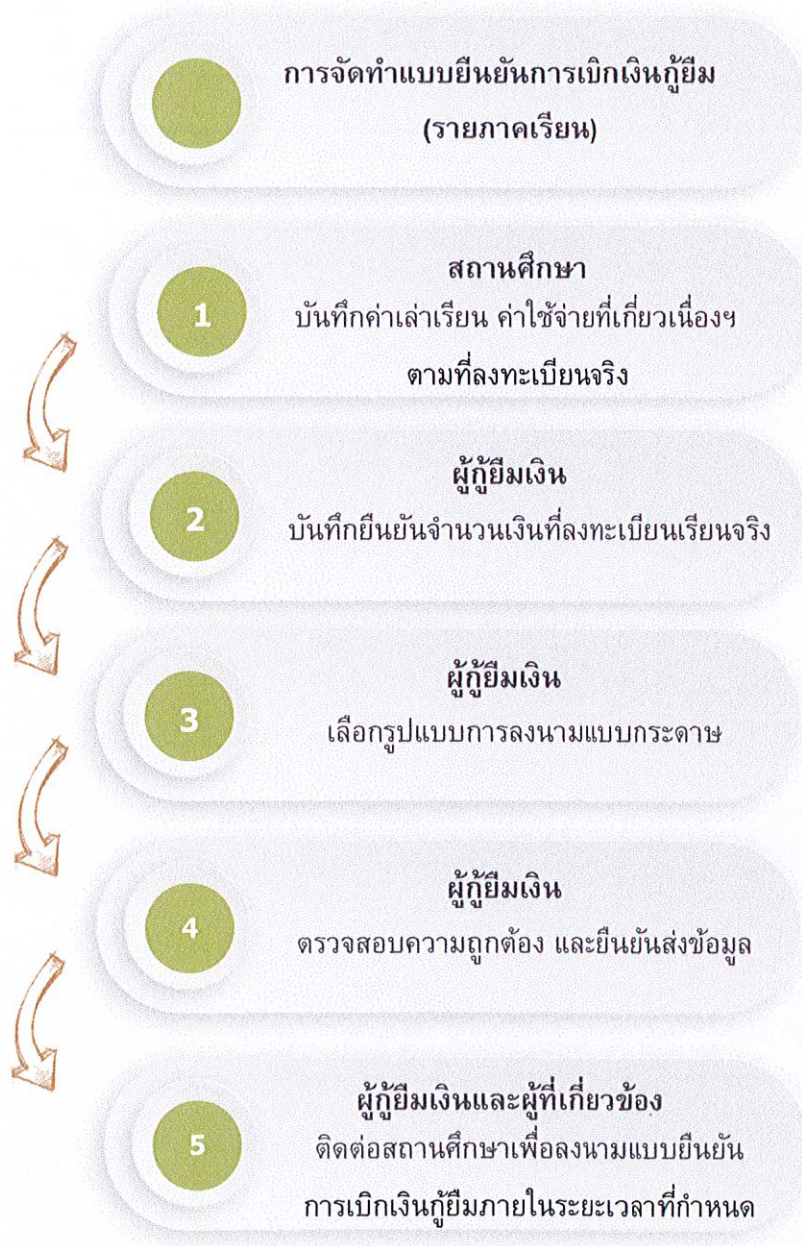 การจัดทำแบบยืนยันการเบิกเงินกู้ยืม
(รายภาคเรียน)
สถานศึกษา
1
บันทึกค่าเล่าเรียน ค่าใช้จ่ายที่เกี่ยวเนื่องฯ
ตามที่ลงทะเบียนจริง
ผู้กู้ยืมเงิน
2
บันทึกยืนยันจำนวนเงินที่ลงทะเบียนเรียนจริง
ผู้กู้ยืมเงิน
3
เลือกรูปแบบการลงนามแบบกระดาษ
ผู้กู้ยืมเงิน
4
ตรวจสอบความถูกต้อง และยืนยันส่งข้อมูล
ผู้กู้ยืมเงินและผู้ที่เกี่ยวข้อง
5
ติดต่อสถานศึกษาเพื่อลงนามแบบยืนยัน
การเบิกเงินกู้ยืมภายในระยะเวลาที่กำหนด